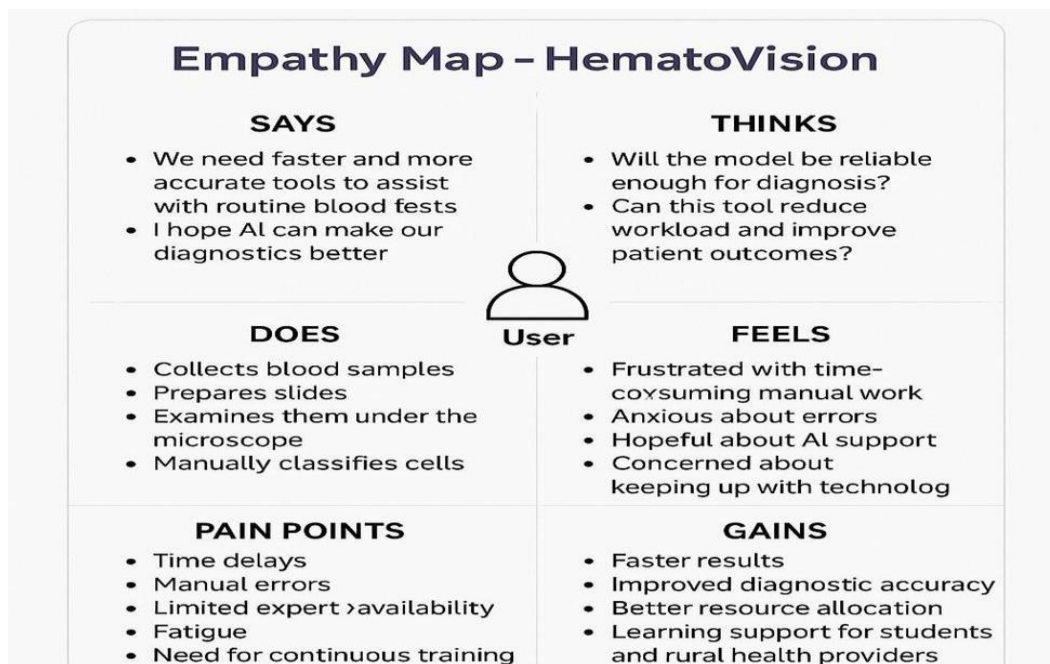 Empathy Map – HematoVision
SAYS
• We need faster and more
accurate tools to assist
with routine blood fests
• I hope AI can make our
diagnostics better
THINKS
• Will the model be reliable
enough for diagnosis?
• Can this tool reduce
workload and improve
patient outcomes?
User
DOES
• Collects blood samples
• Prepares slides
• Examines them under the
microscope
• Manually classifies cells
FEELS
• Frustrated with time-
coxsuming manual work
• Anxious about errors
• Hopeful about AI support
• Concerned about
keeping up with technolog
PAIN POINTS
• Time delays
• Manual errors
• Limited expert ›availability
• Fatigue
• Need for continuous training
GAINS
• Faster results
• Improved diagnostic accuracy
• Better resource allocation
• Learning support for students
and rural health providers